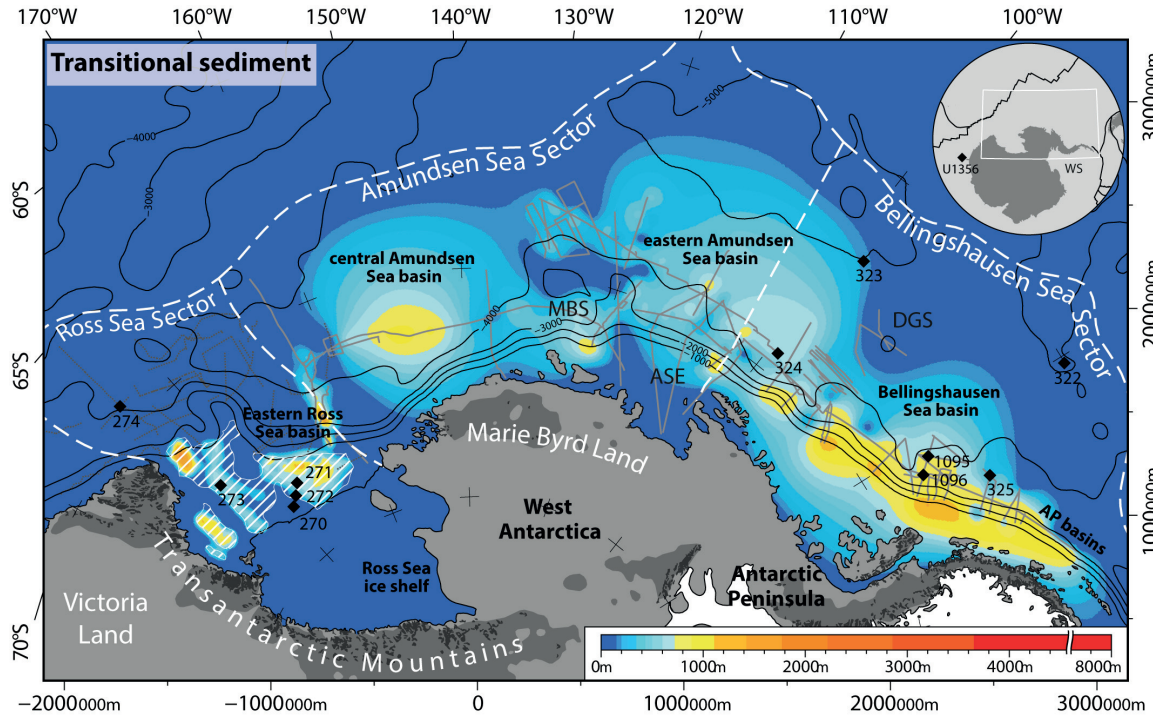 170°W 160°W 150°W 140°W 130°W 120°W 110°W 100°W
Transitional sediment
-5000
-4000
-3000
Amundsen Sea Sector
U1356
WS
3000000m
60°S
Bellingshausen Sea
Sector
central Amundsen
Sea basin
eastern Amundsen
Sea basin
323
Ross Sea Sector
MBS
DGS
-4000
-3000
-2000
-1000
2000000m
65°S
ASE
324
322
274
Eastern Ross
Sea basin
Bellingshausen
Sea basin
Marie Byrd Land
271
273
272
270
1095
1096
325
West
Antarctica
AP basins
1000000m
Ross Sea
ice shelf
Antarctic
Peninsula
Victoria
Land
Transantarctic Mountains
70°S
0m 1000m 2000m 3000m 4000m 8000m
-2000000m -1000000m 0 1000000m 2000000m 3000000m